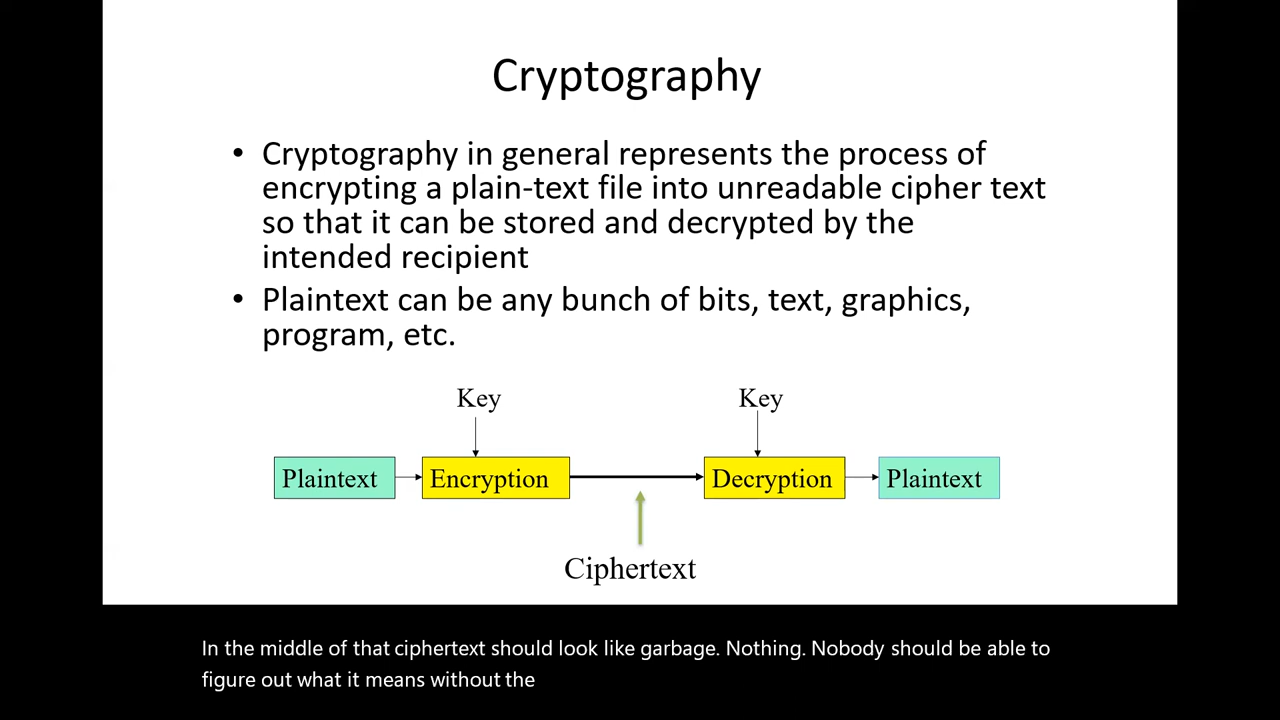 Cryptography
• Cryptography in general represents the process of
encrypting a plain-text file into unreadable cipher text
so that it can be stored and decrypted by the
intended recipient
• Plaintext can be any bunch of bits, text, graphics,
program, etc.
Key Key
Plaintext Encryption Decryption Plaintext
Ciphertext
In the middle of that ciphertext should look like garbage. Nothing. Nobody should be able to
figure out what it means without the